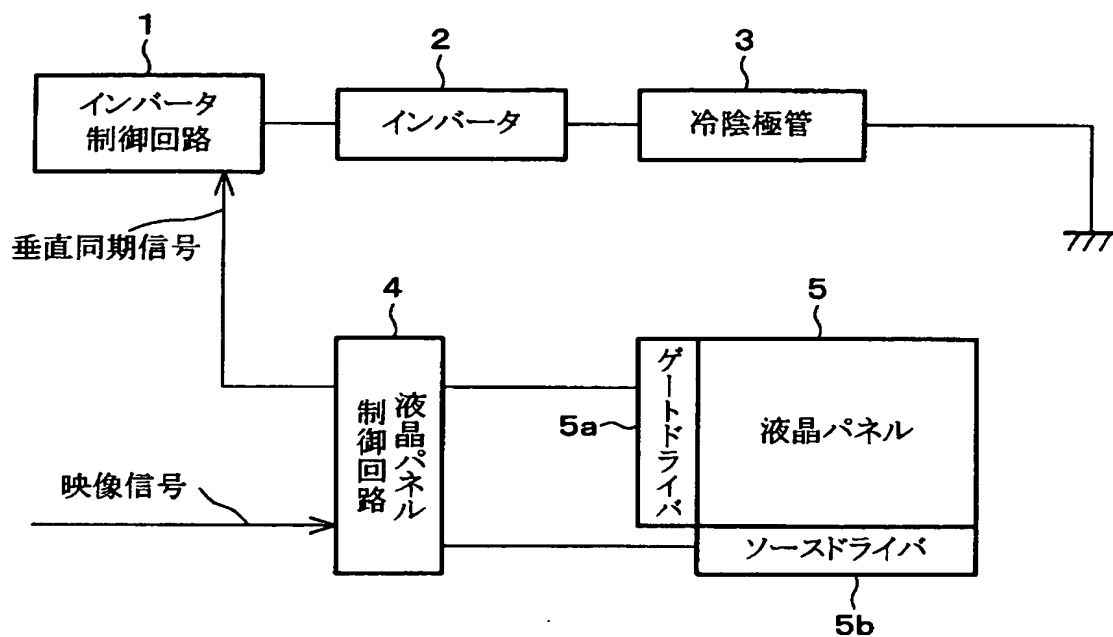 1
2
3
インバータ
制御回路
インバータ
冷陰極管
垂直同期信号
4
5
液晶パネル
制御回路
ゲートドライバ
5a
液晶パネル
映像信号
ソースドライバ
5b